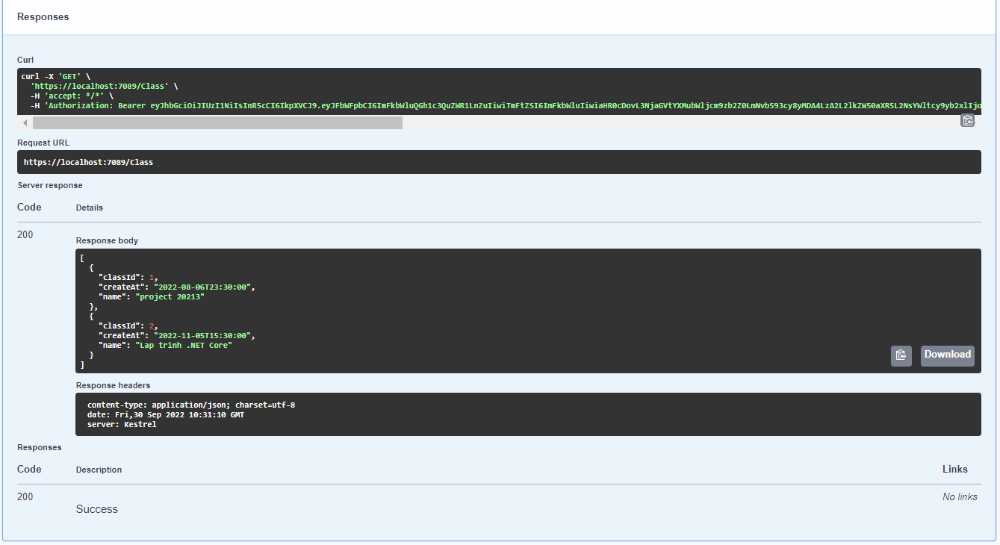 Responses
Curl
curl -X 'GET' \
'https://localhost:7089/Class' \
-H 'accept: */*' \
-H 'Authorization: Bearer
Request URL
https://localhost:7089/Class
Server response
Code Details
200
Response body
[
{
"classId": 1,
"createAt": "2022-08-06T23:30:00",
"name": "project 20213"
},
{
"classId": 2,
"createAt": "2022-11-05T15:30:00",
"name": "Lap trinh .NET Core"
}
]
Download
Response headers
content-type: application/json; charset=utf-8
date: Fri,30 Sep 2022 10:31:10 GMT
server: Kestrel
Responses
Code Description Links
200 No links
Success